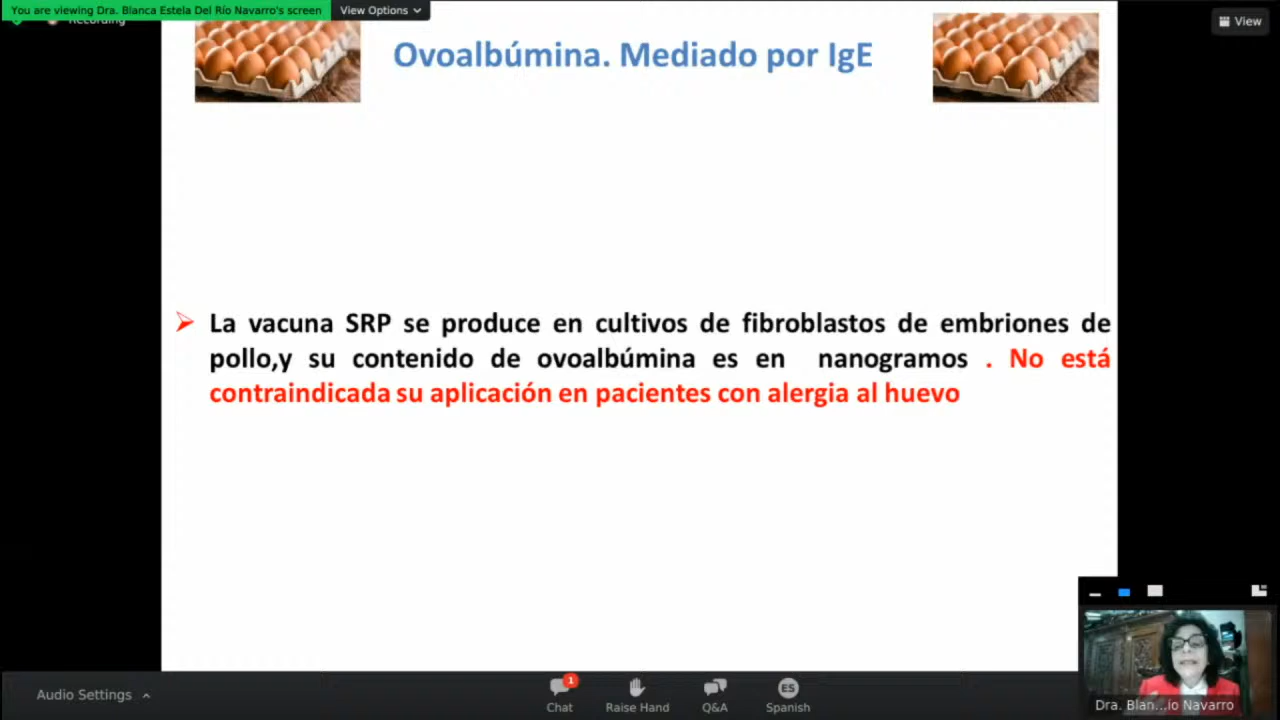 You are viewing Dra. Blanca Estela Del Río Navarro's screen
View Options
Recording
View
Ovoalbúmina. Mediado por IgE
La vacuna SRP se produce en cultivos de fibroblastos de embriones de
pollo,y su contenido de ovoalbúmina es en nanogramos . No está
contraindicada su aplicación en pacientes con alergia al huevo
Audio Settings
1
Chat
Raise Hand
Q&A
ES
Spanish
Dra. Blan...io Navarro